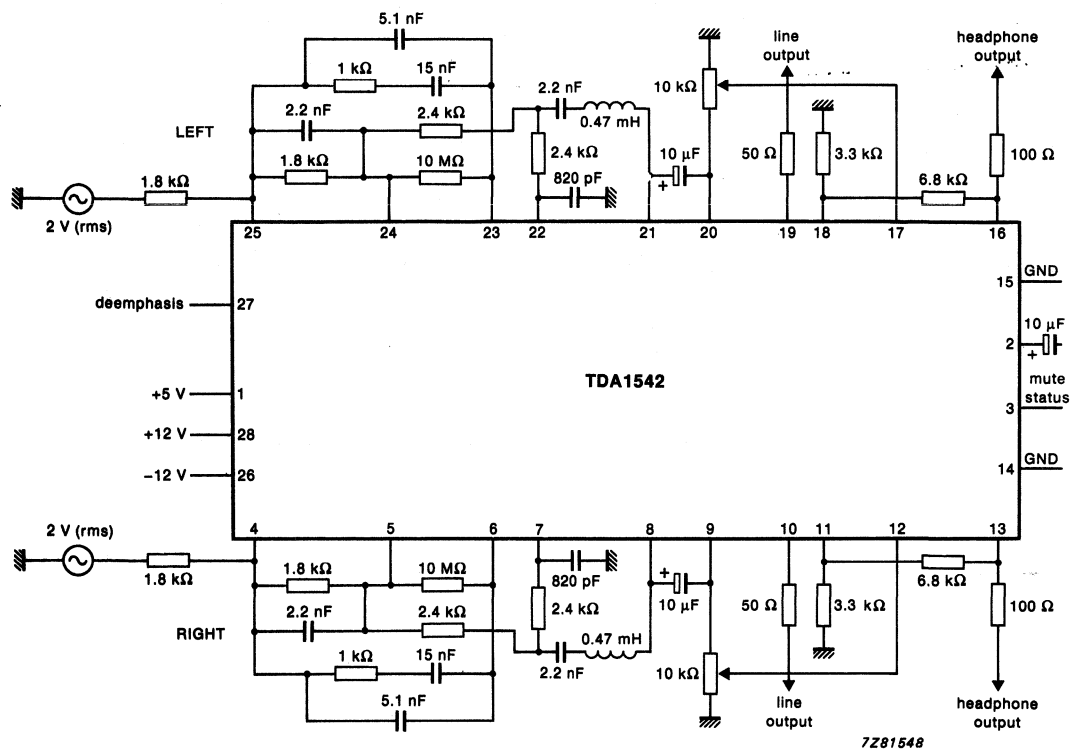 5.1 nF
1 kΩ
15 nF
2.2 nF
2.4 kΩ
LEFT
1.8 kΩ
10 MΩ
1.8 kΩ
2 V (rms)
2.2 nF
0.47 mH
2.4 kΩ
820 pF
10 µF
+
10 kΩ
line
output
50 Ω
3.3 kΩ
6.8 kΩ
headphone
output
100 Ω
25
24
23
22
21
20
19
18
17
16
deemphasis
27
+5 V
1
+12 V
28
−12 V
26
TDA1542
15
GND
10 µF
2
+
mute
status
3
14
GND
4
5
6
7
8
9
10
11
12
13
2 V (rms)
1.8 kΩ
1.8 kΩ
10 MΩ
2.2 nF
2.4 kΩ
RIGHT
1 kΩ
15 nF
5.1 nF
820 pF
2.4 kΩ
0.47 mH
2.2 nF
+
10 µF
10 kΩ
50 Ω
3.3 kΩ
6.8 kΩ
100 Ω
line
output
headphone
output
7Z81548